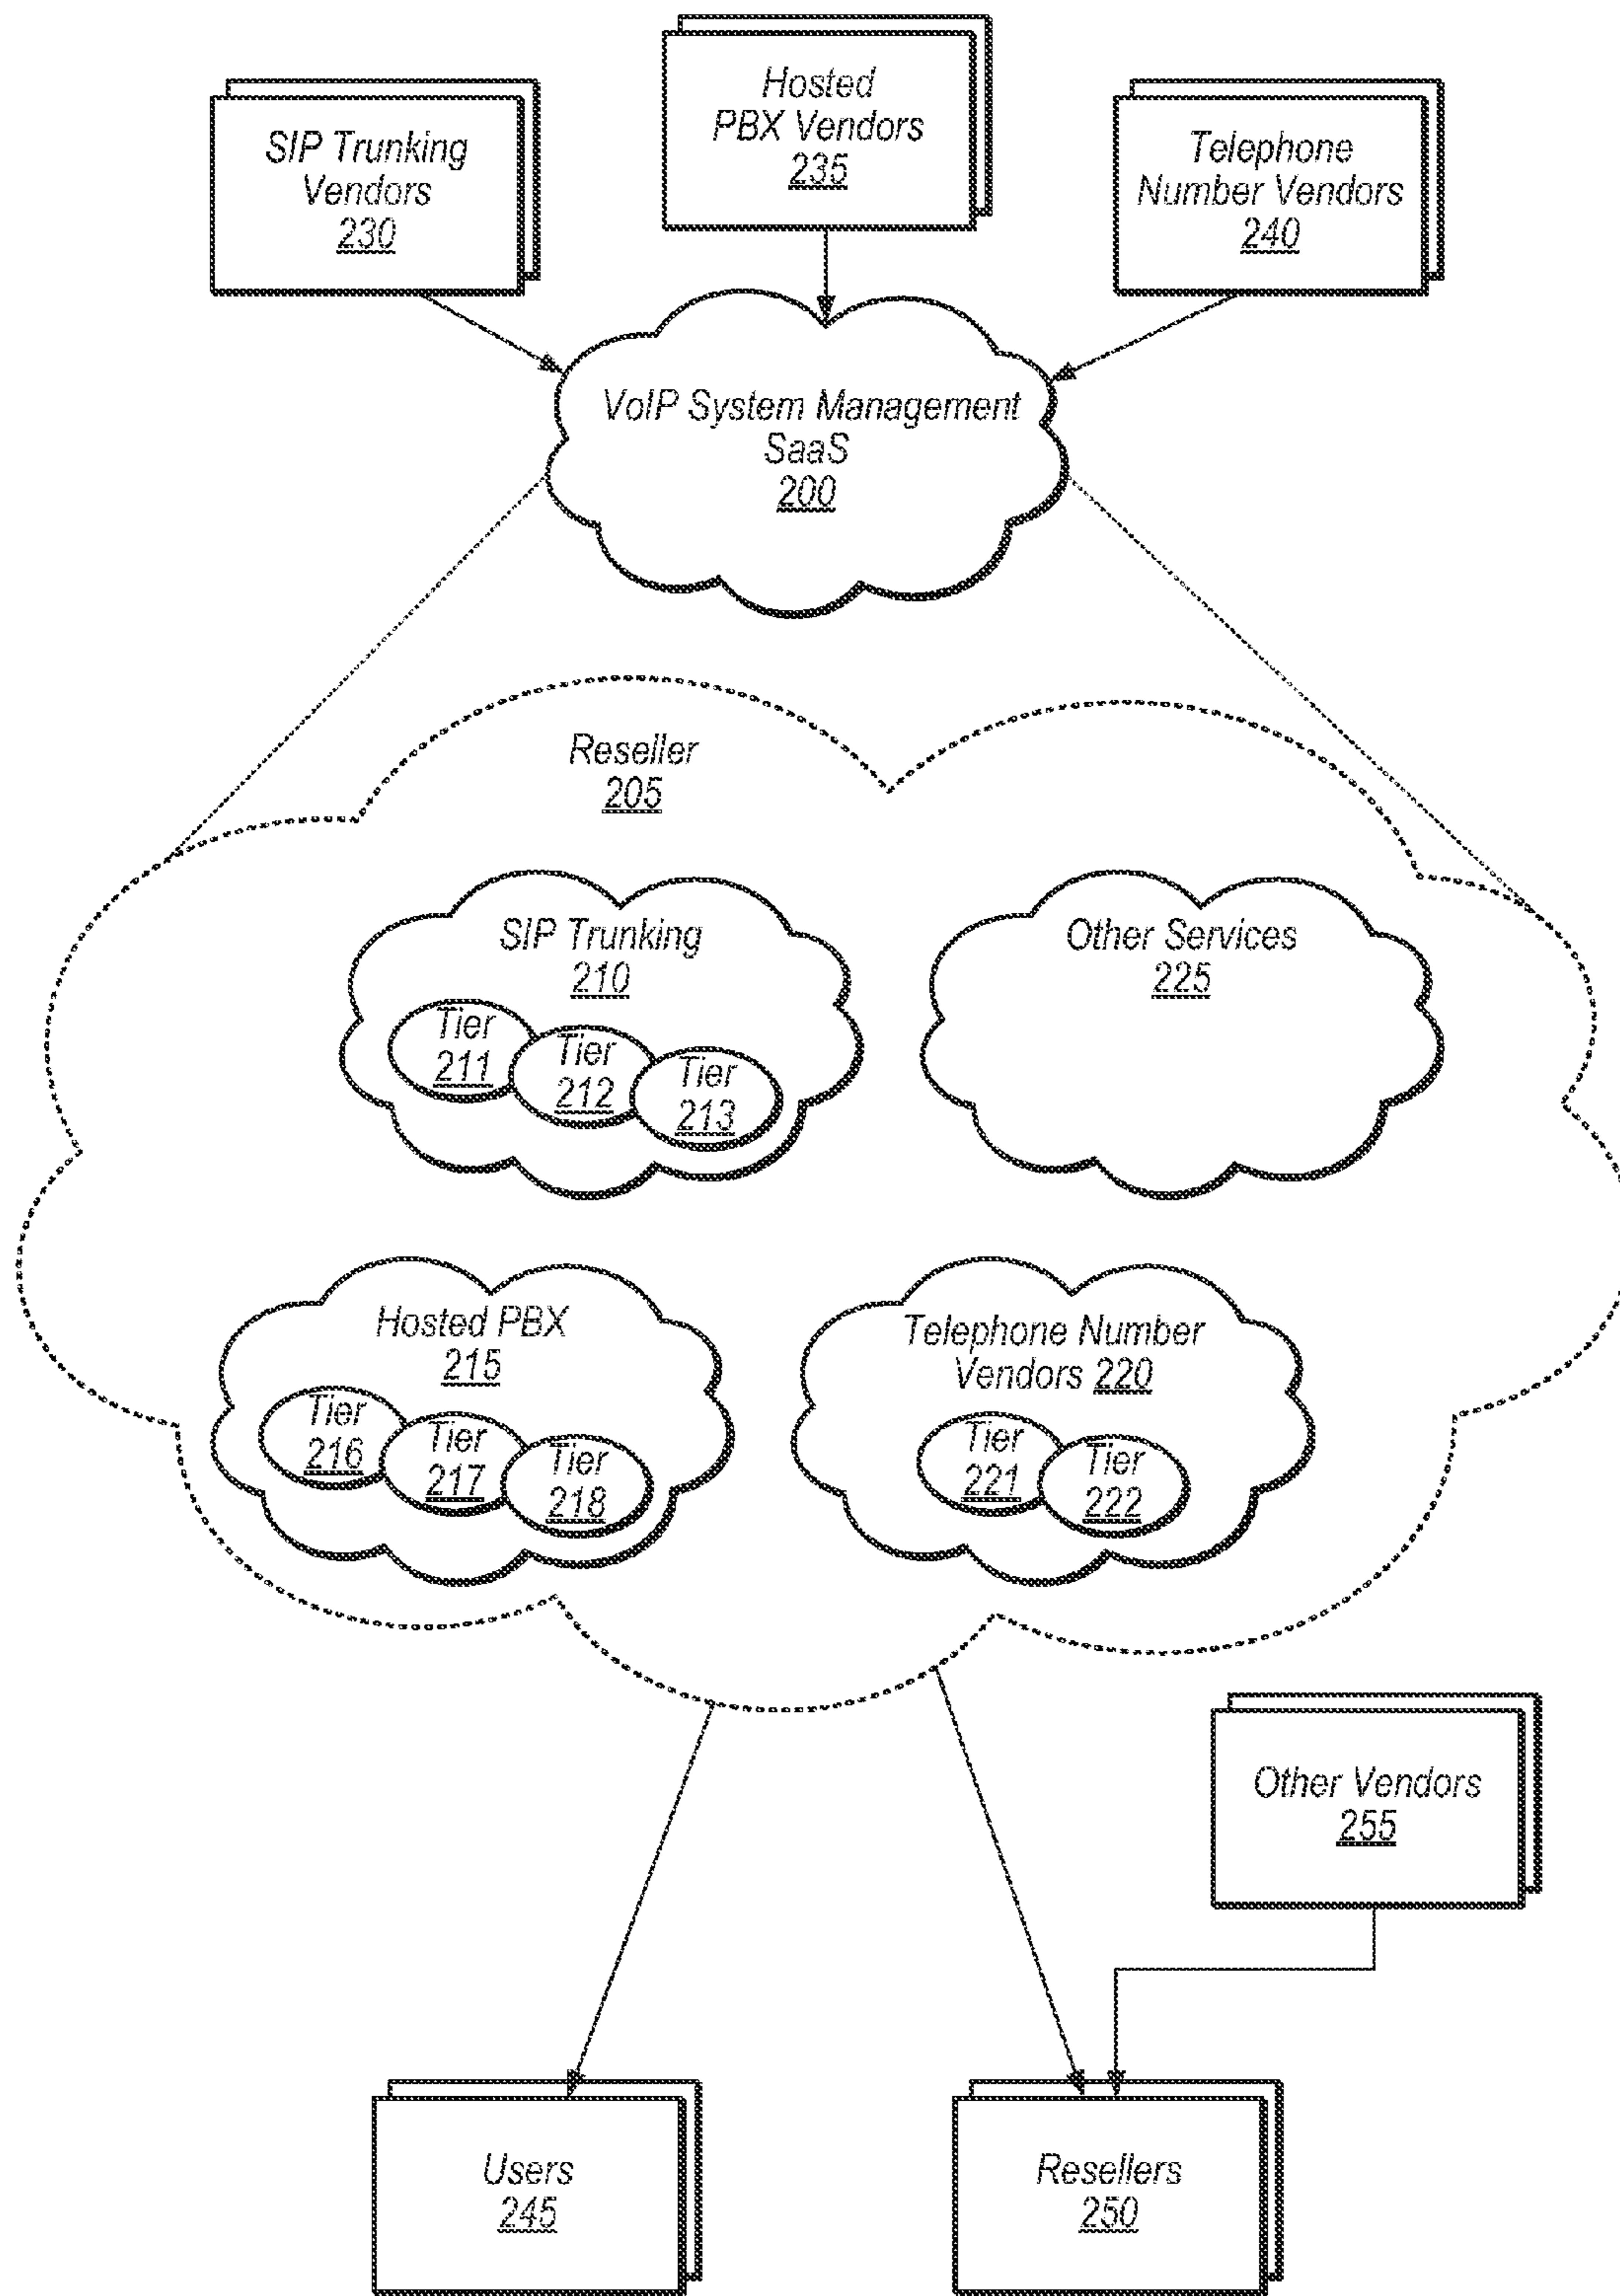 Hosted
PBX Vendors
235
SIP Trunking
Vendors
230
Telephone
Number Vendors
240
VoIP System Management
SaaS
200
Reseller
205
SIP Trunking
210
Tier
211
Tier
212
Tier
213
Other Services
225
Hosted PBX
215
Tier
216
Tier
217
Tier
218
Telephone Number
Vendors 220
Tier
221
Tier
222
Other Vendors
255
Users
245
Resellers
250